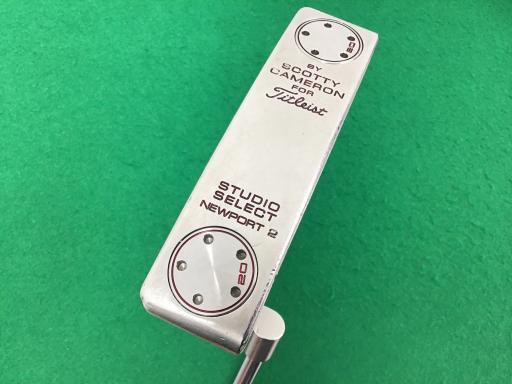 20
BY
SCOTTY
CAMERON
FOR
Titleist
STUDIO
SELECT
NEWPORT 2
20